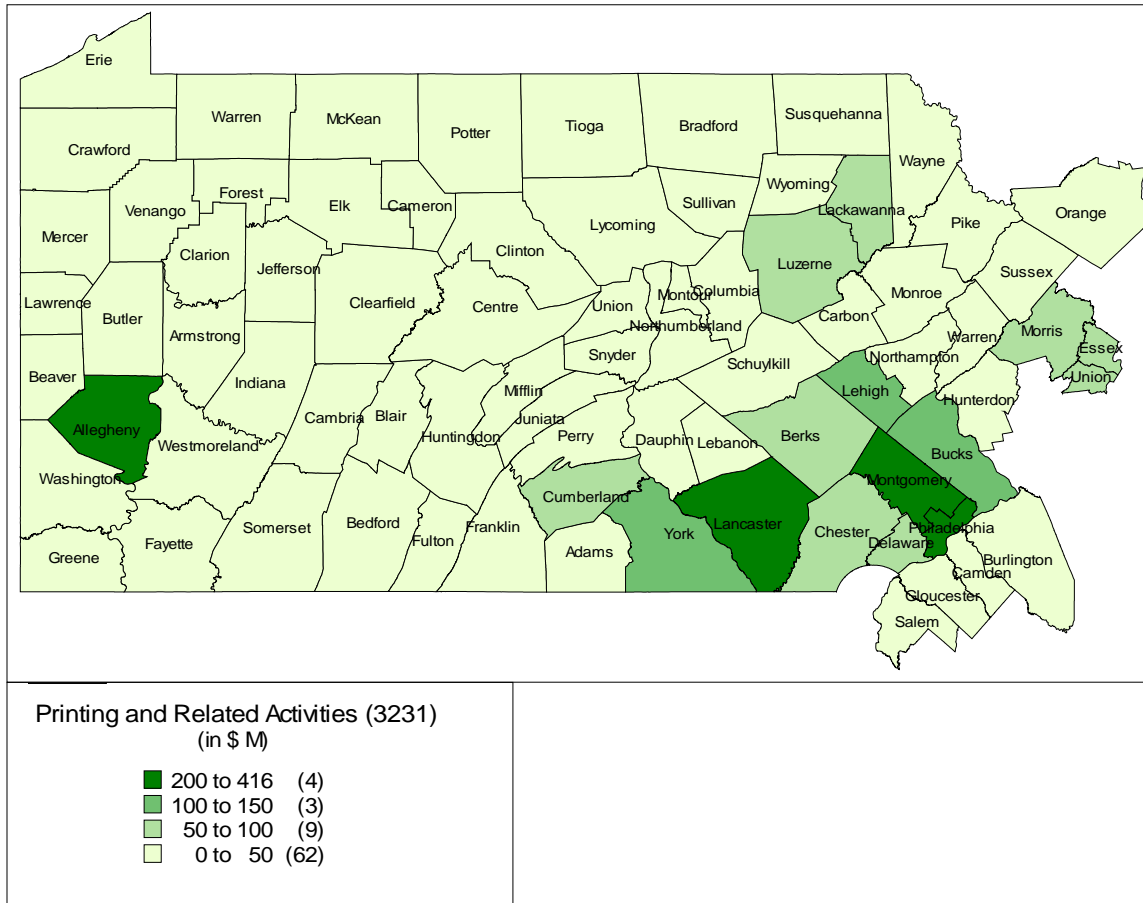 Erie
Warren
McKean
Potter
Tioga
Bradford
Susquehanna
Crawford
Wayne
Forest
Elk
Cameron
Wyoming
Sullivan
Lackawanna
Orange
Venango
Mercer
Clarion
Lycoming
Clinton
Pike
Jefferson
Luzerne
Sussex
Lawrence
Butler
Clearfield
Centre
Union
Montour
Columbia
Monroe
Carbon
Armstrong
Northumberland
Warren
Morris
Snyder
Schuylkill
Northampton
Essex
Beaver
Indiana
Mifflin
Lehigh
Union
Cambria
Blair
Juniata
Hunterdon
Allegheny
Westmoreland
Huntingdon
Perry
Dauphin
Lebanon
Berks
Bucks
Washington
Montgomery
Cumberland
Somerset
Bedford
Fulton
Franklin
York
Lancaster
Chester
Philadelphia
Delaware
Greene
Fayette
Adams
Burlington
Camden
Gloucester
Salem
Printing and Related Activities (3231)
(in $ M)
200 to 416 (4)
100 to 150 (3)
50 to 100 (9)
0 to 50 (62)